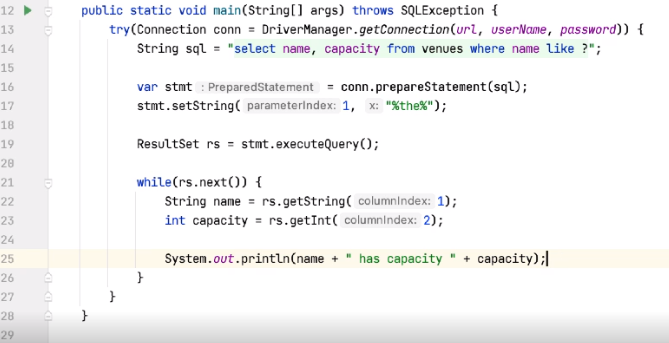 12 public static void main(String[] args) throws SQLException {
13 try(Connection conn = DriverManager.getConnection(url, userName, password)) {
14 String sql = "select name, capacity from venues where name like ?";
15
16 var stmt : PreparedStatement = conn.prepareStatement(sql);
17 stmt.setString( parameterIndex: 1, x: "%the%");
18
19 ResultSet rs = stmt.executeQuery();
20
21 while(rs.next()) {
22 String name = rs.getString( columnIndex: 1);
23 int capacity = rs.getInt( columnIndex: 2);
24
25 System.out.println(name + " has capacity " + capacity);
26 }
27 }
28 }
29